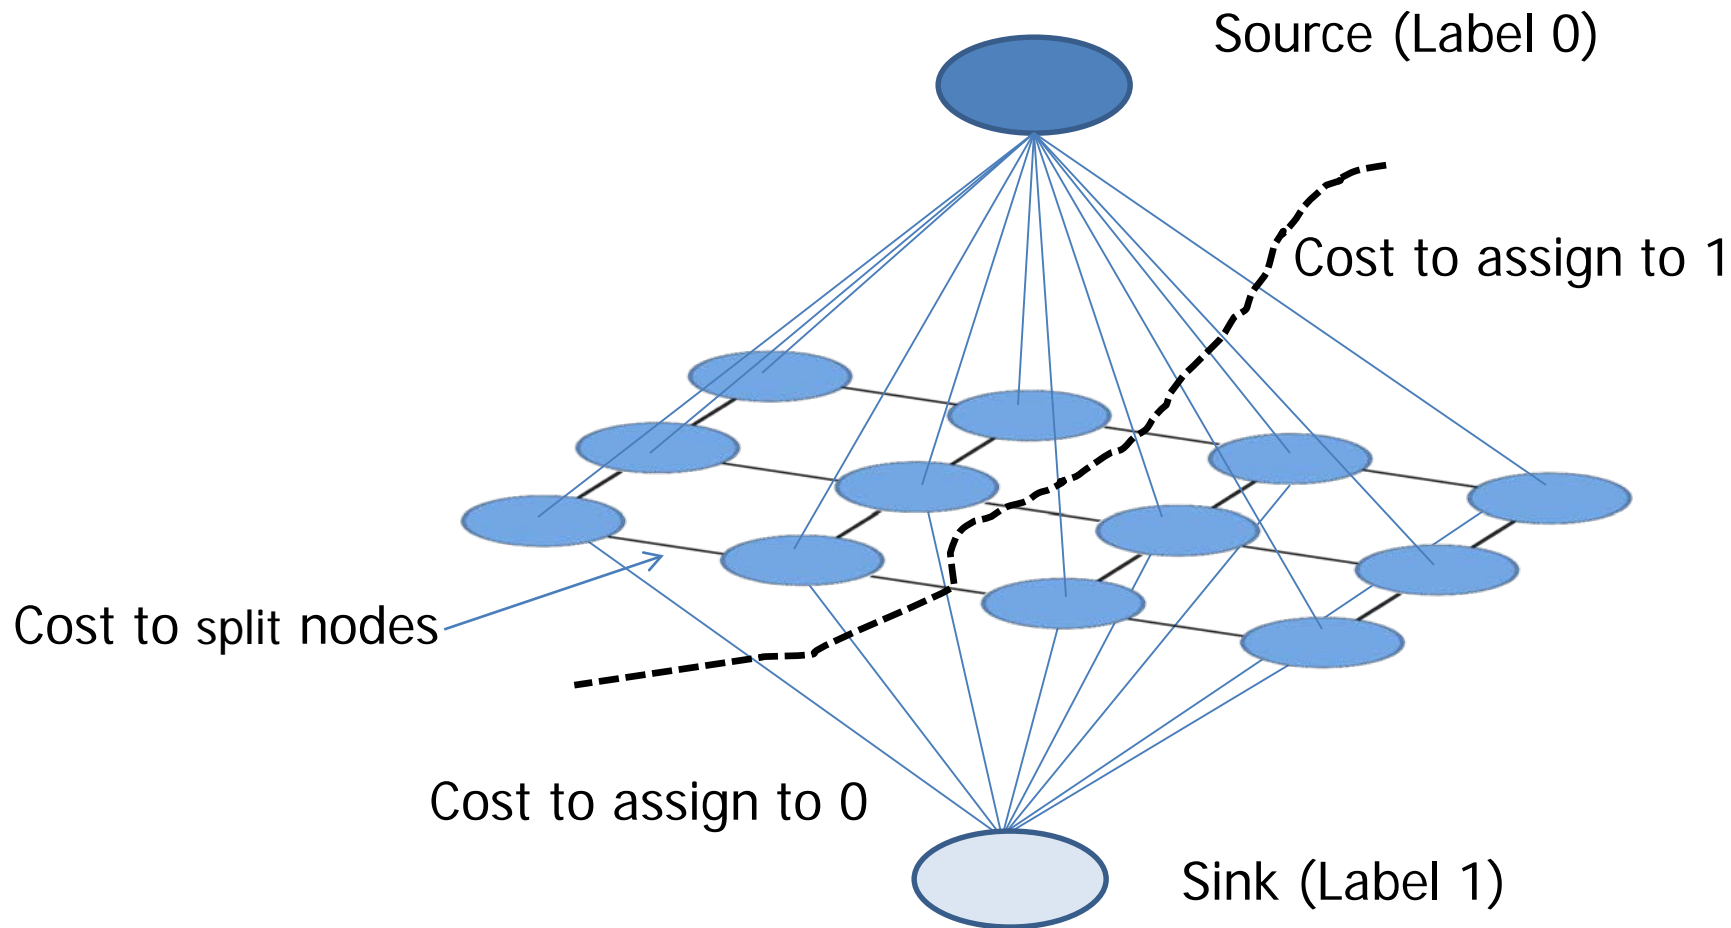 Source (Label 0)
Cost to assign to 1
Cost to split nodes
Cost to assign to 0
Sink (Label 1)